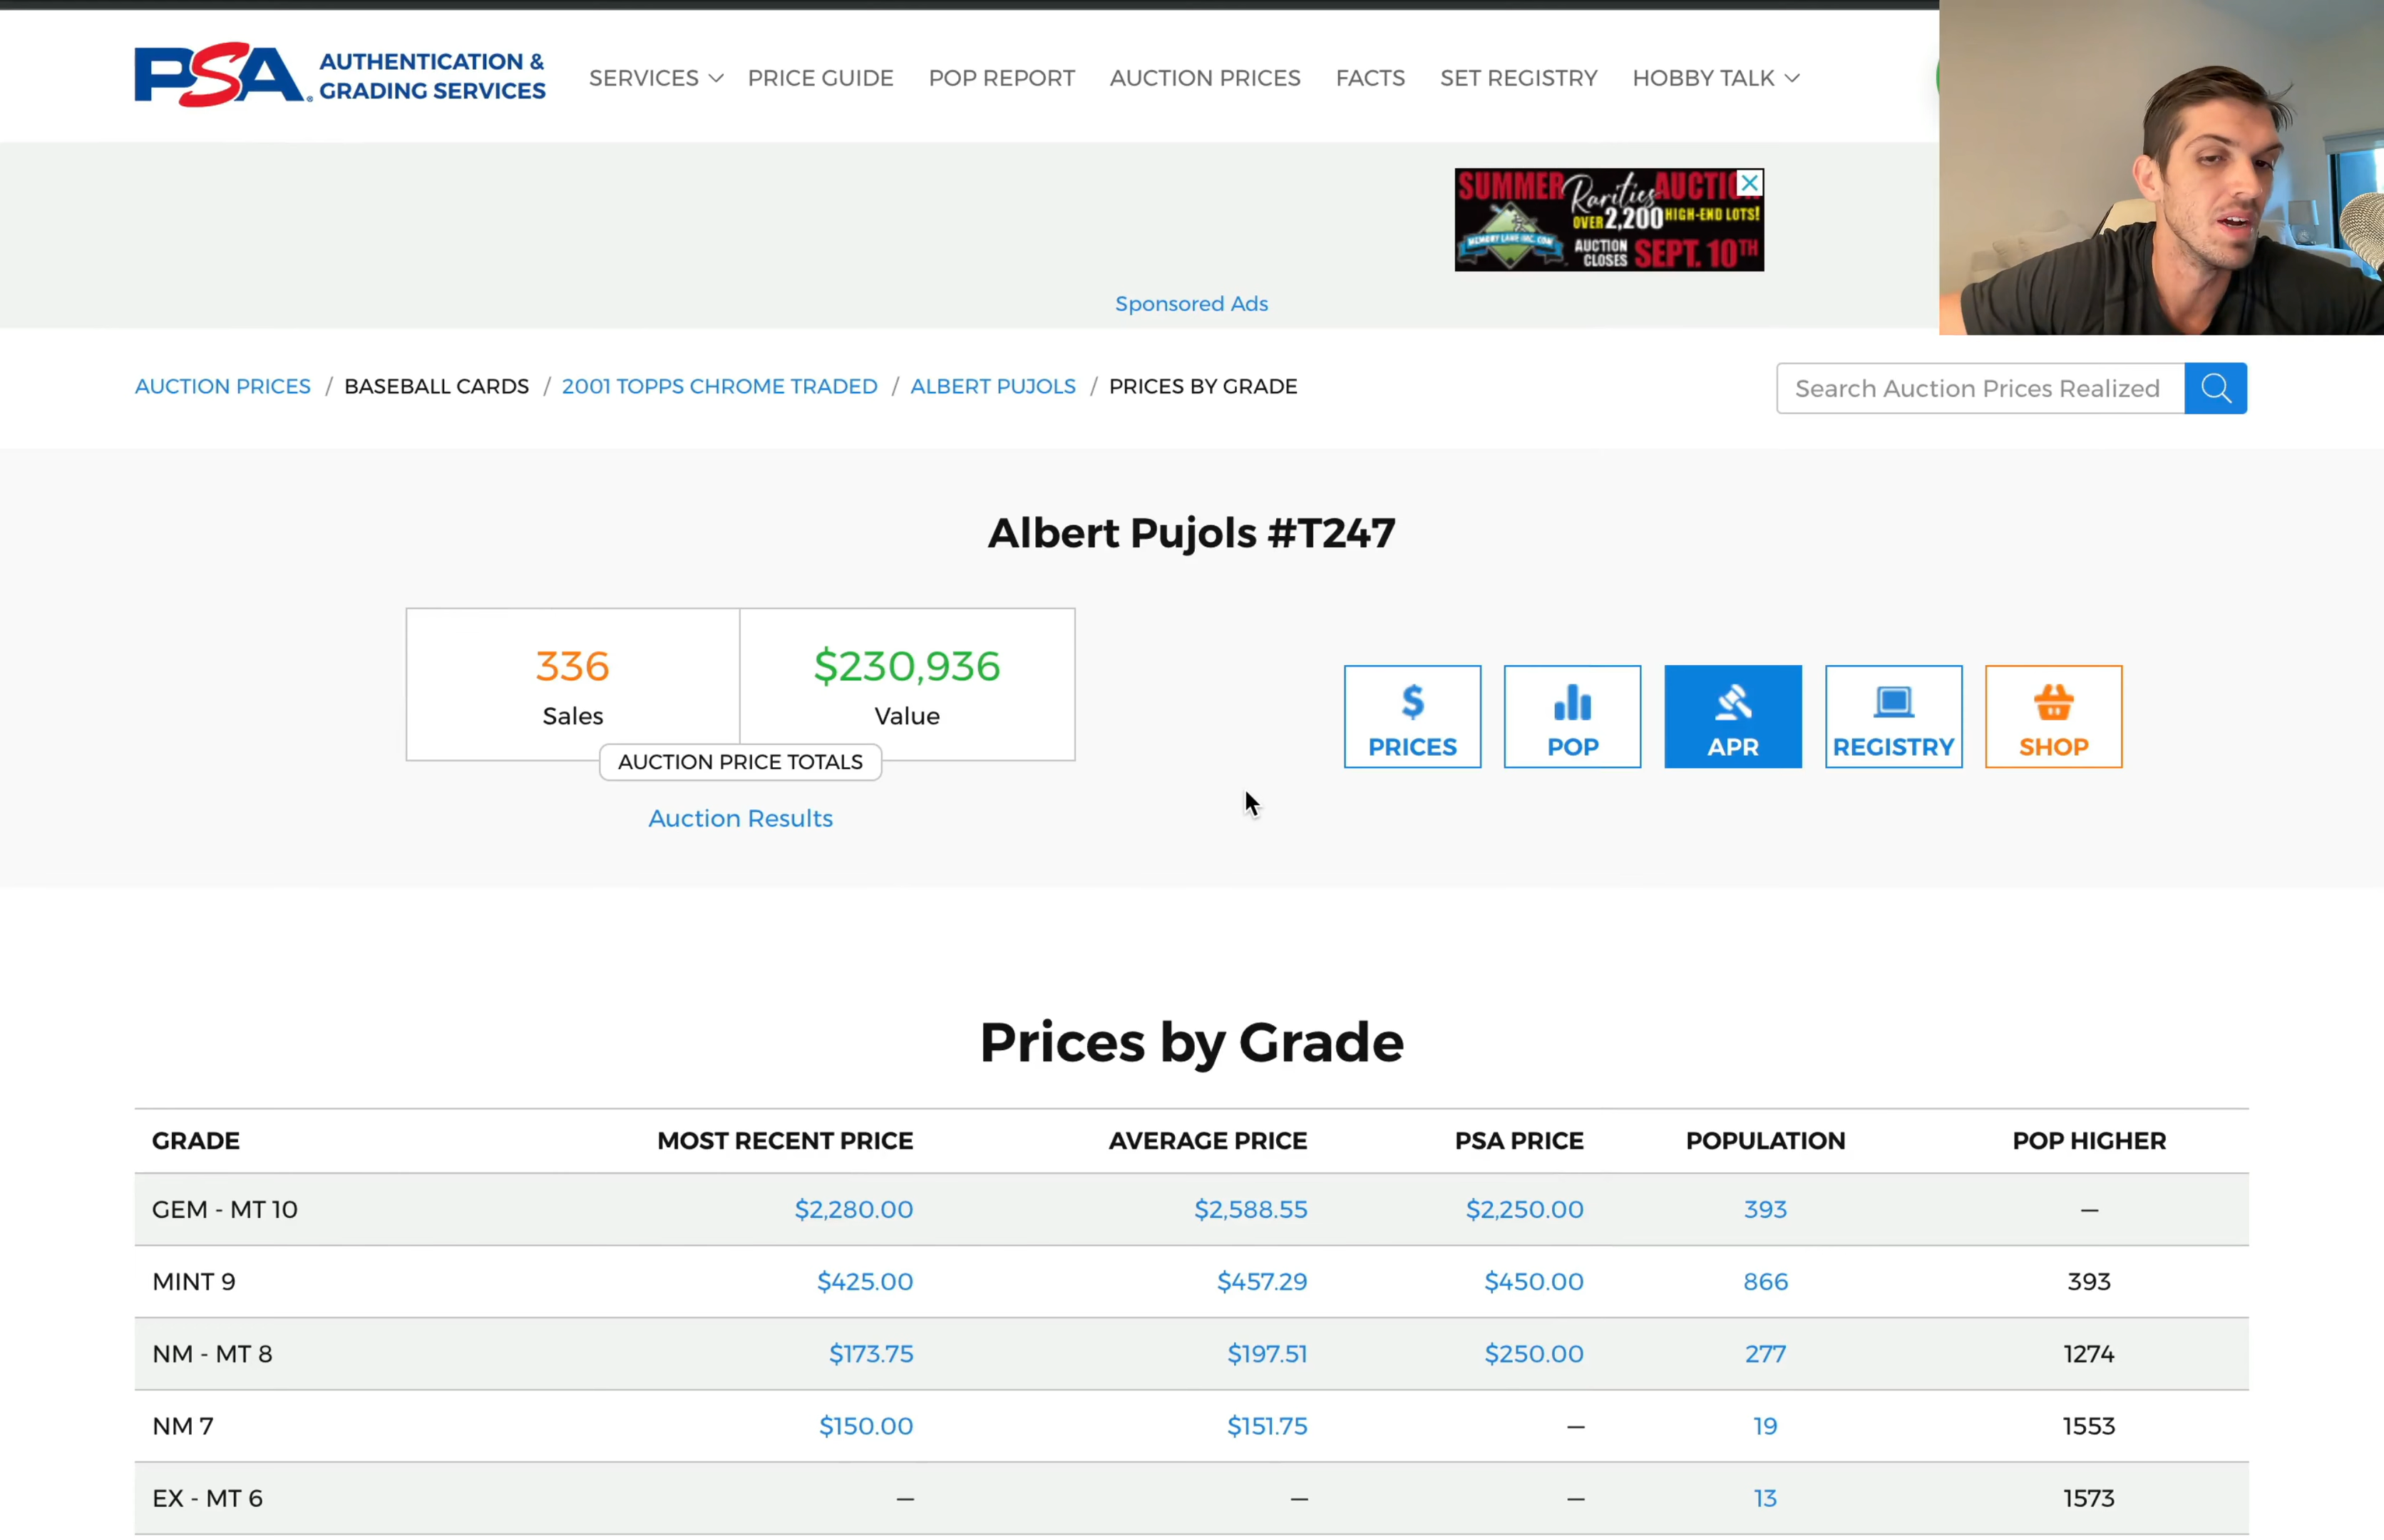 PSA AUTHENTICATION &
GRADING SERVICES
SERVICES PRICE GUIDE POP REPORT AUCTION PRICES FACTS SET REGISTRY HOBBY TALK
SUMMER Rarities AUCTIO
OVER 2,200 HIGH-END LOTS!
MEMORY LANE INC.COM
AUCTION CLOSES SEPT. 10TH
Sponsored Ads
AUCTION PRICES / BASEBALL CARDS / 2001 TOPPS CHROME TRADED / ALBERT PUJOLS / PRICES BY GRADE
Search Auction Prices Realized
Albert Pujols #T247
336 $230,936
Sales Value
AUCTION PRICE TOTALS
Auction Results
PRICES POP APR REGISTRY SHOP
Prices by Grade
GRADE MOST RECENT PRICE AVERAGE PRICE PSA PRICE POPULATION POP HIGHER
GEM - MT 10 $2,280.00 $2,588.55 $2,250.00 393 —
MINT 9 $425.00 $457.29 $450.00 866 393
NM - MT 8 $173.75 $197.51 $250.00 277 1274
NM 7 $150.00 $151.75 — 19 1553
EX - MT 6 — — — 13 1573